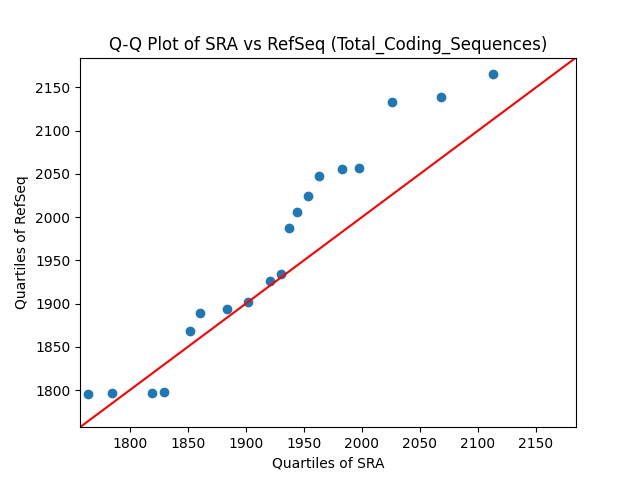 Q-Q Plot of SRA vs RefSeq (Total_Coding_Sequences)
Quartiles of RefSeq
2150
2100
2050
2000
1950
1900
1850
1800
1800 1850 1900 1950 2000 2050 2100 2150
Quartiles of SRA